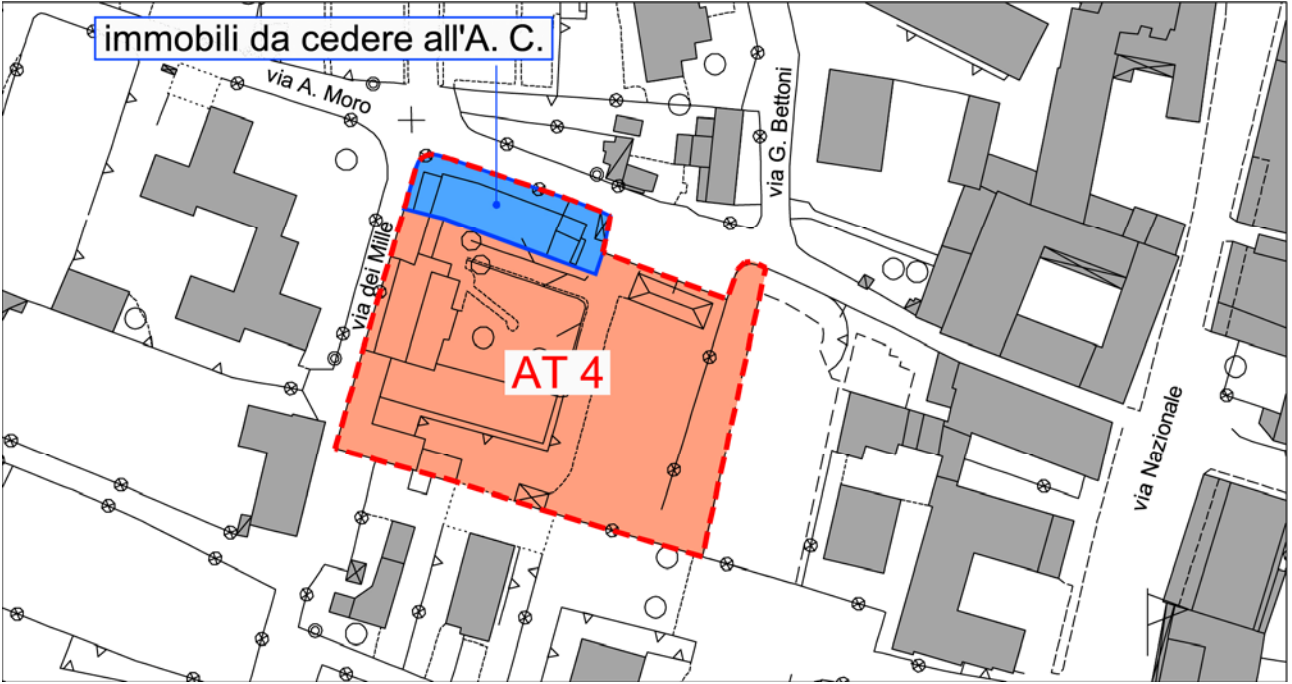 immobili da cedere all'A. C.
via A. Moro
via G. Bettoni
via dei Mille
AT 4
via Nazionale